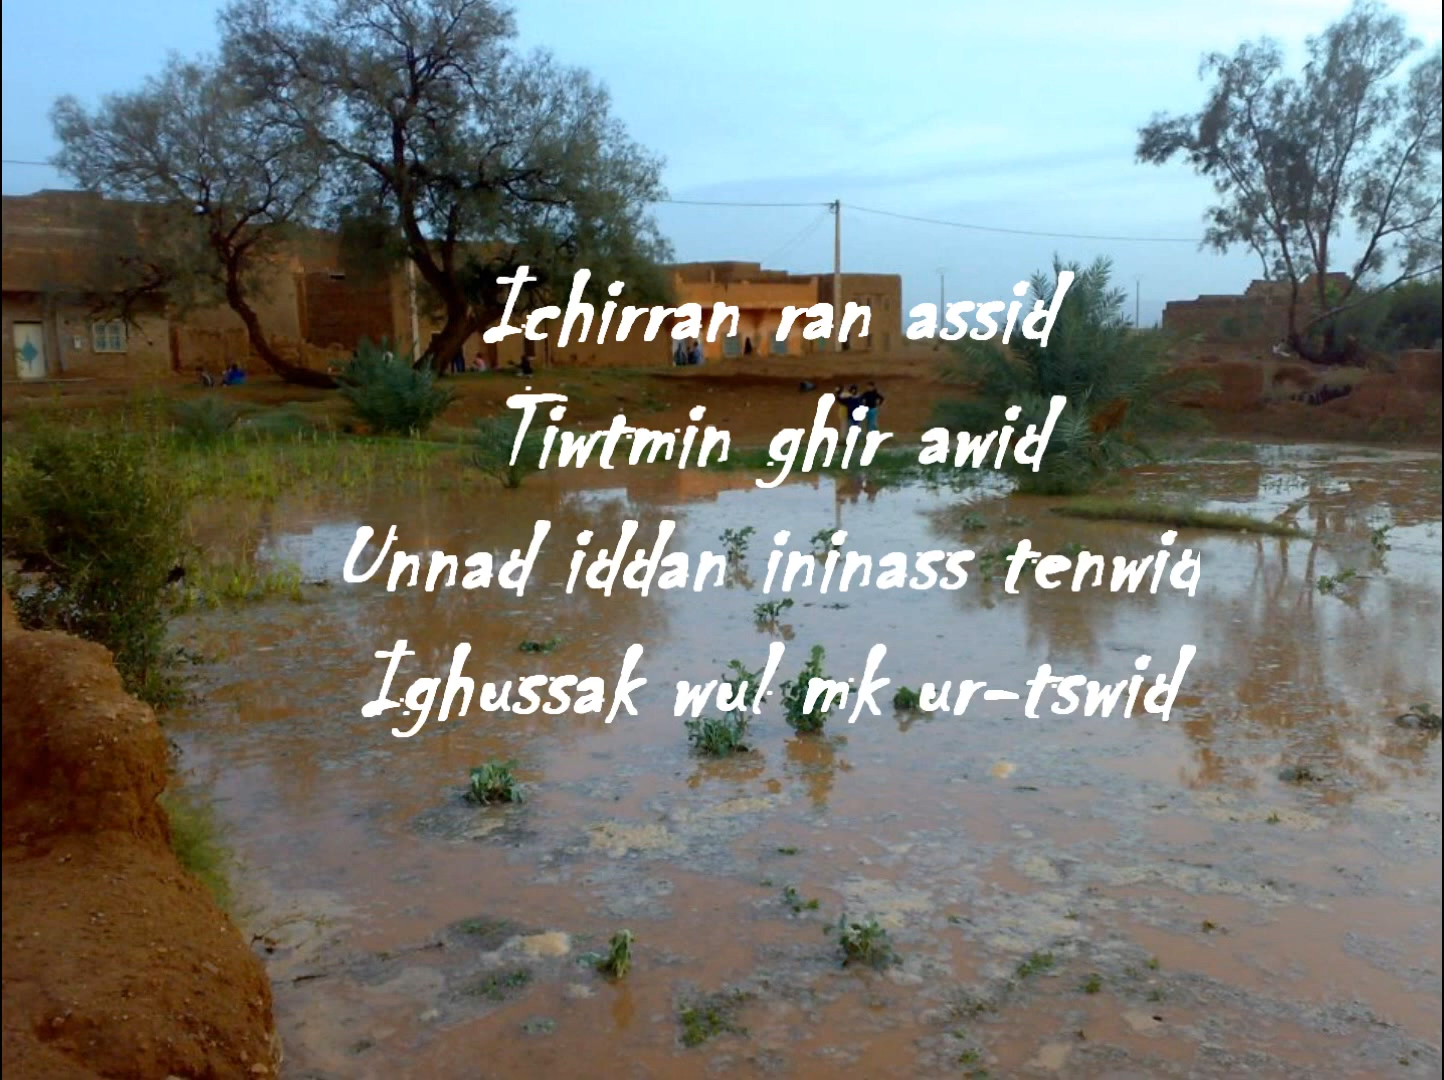 Ichirran ran assid
Tiwtmin ghir awid
Unnad iddan ininass tenwid
Ighussak wul mk ur-tswid